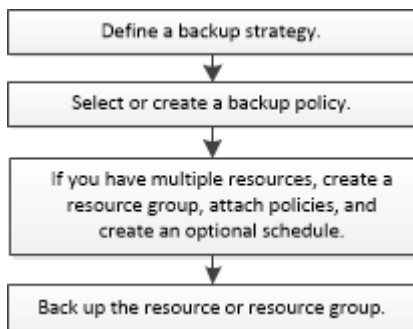 Define a backup strategy.
Select or create a backup policy.
If you have multiple resources, create a
resource group, attach policies, and
create an optional schedule.
Back up the resource or resource group.